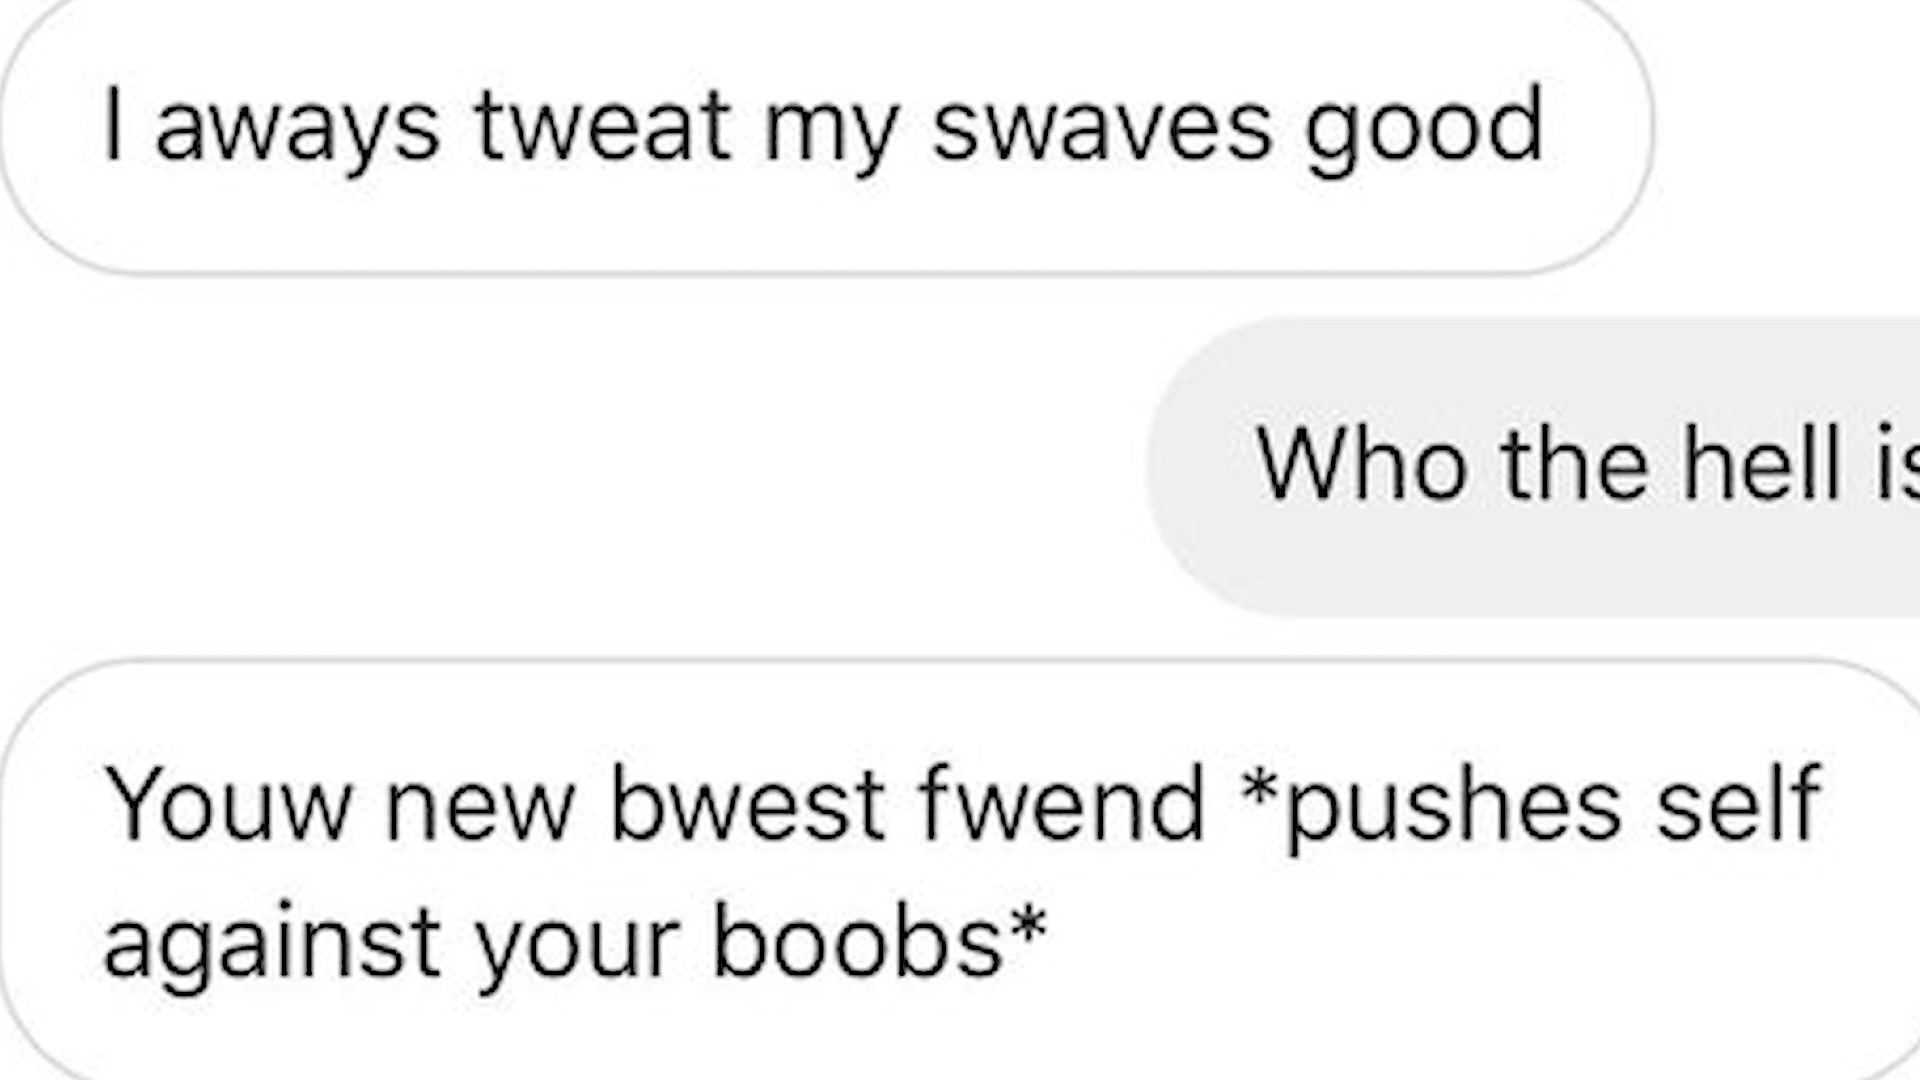 I aways tweat my swaves good
Who the hell is
Youw new bwest fwend *pushes self
against your boobs*